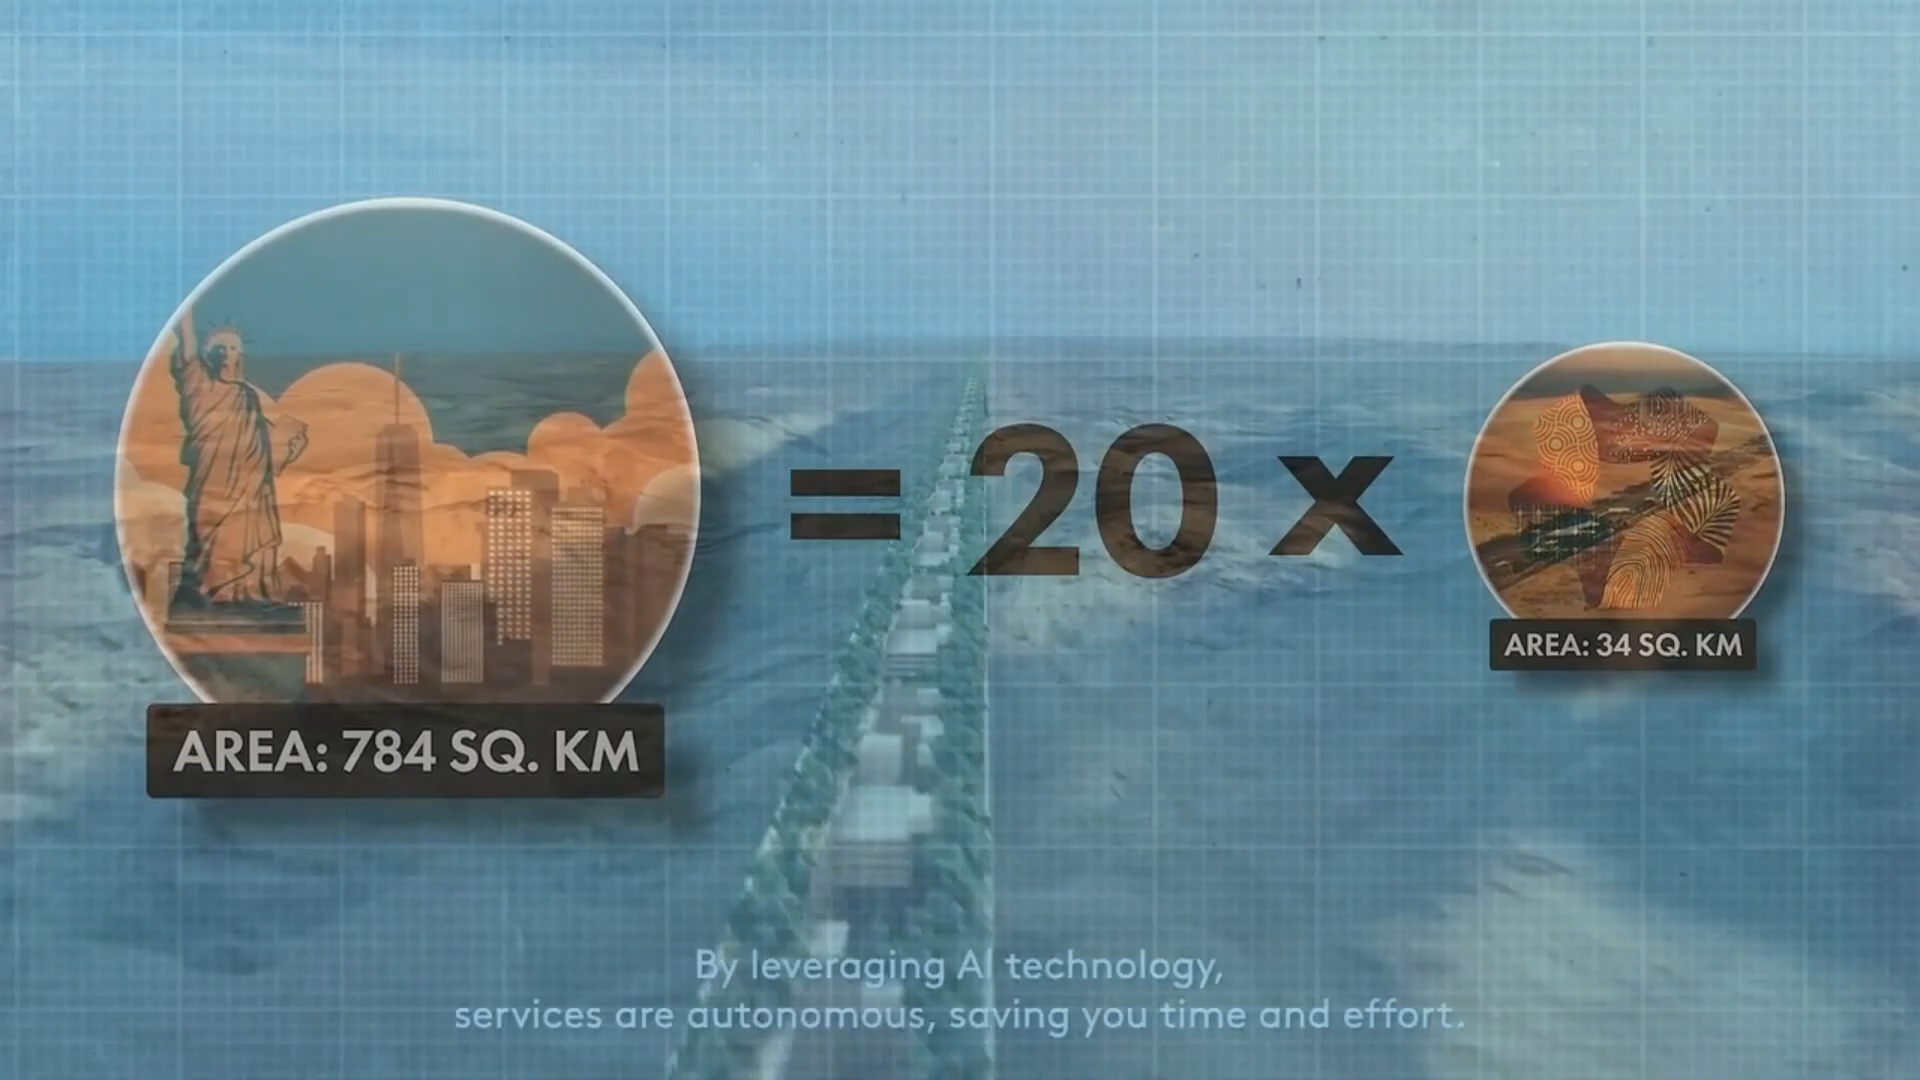 = 20 x
AREA: 34 SQ. KM
AREA: 784 SQ. KM
By leveraging AI technology,
services are autonomous, saving you time and effort.